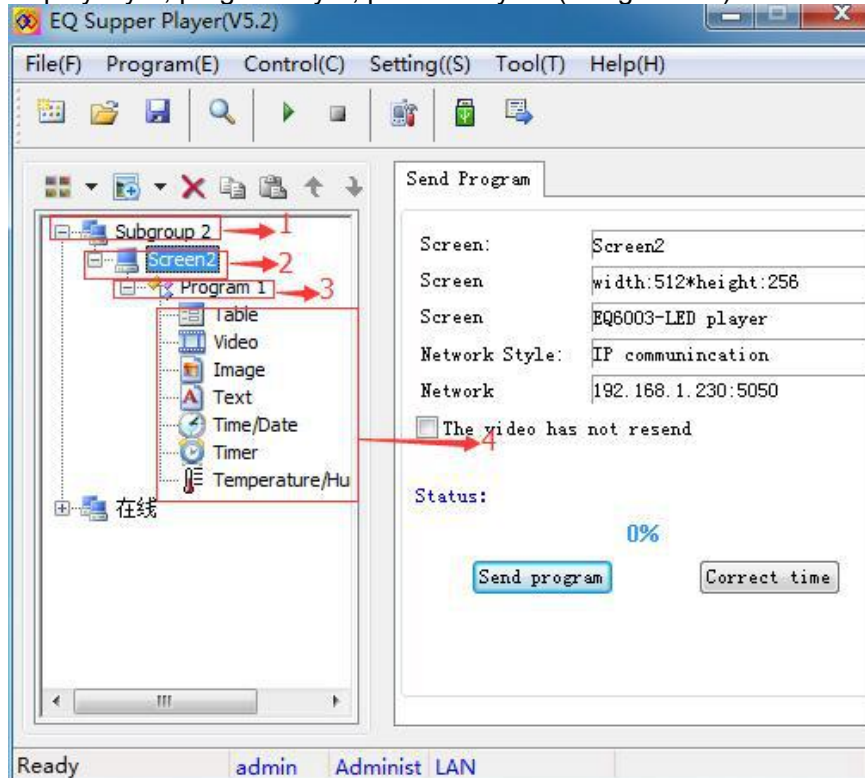 EQ Supper Player(V5.2)
File(F) Program(E) Control(C) Setting((S) Tool(T) Help(H)
Send Program
Subgroup 2 1
Screen2 2
Program 1 3
Table
Video
Image
Text
Time/Date
Timer
Temperature/Hu
4
在线
Screen: Screen2
Screen width:512*height:256
Screen EQ6003-LED player
Network Style: IP communincation
Network 192.168.1.230:5050
The video has not resend
Status:
0%
Send program Correct time
Ready admin Administ LAN